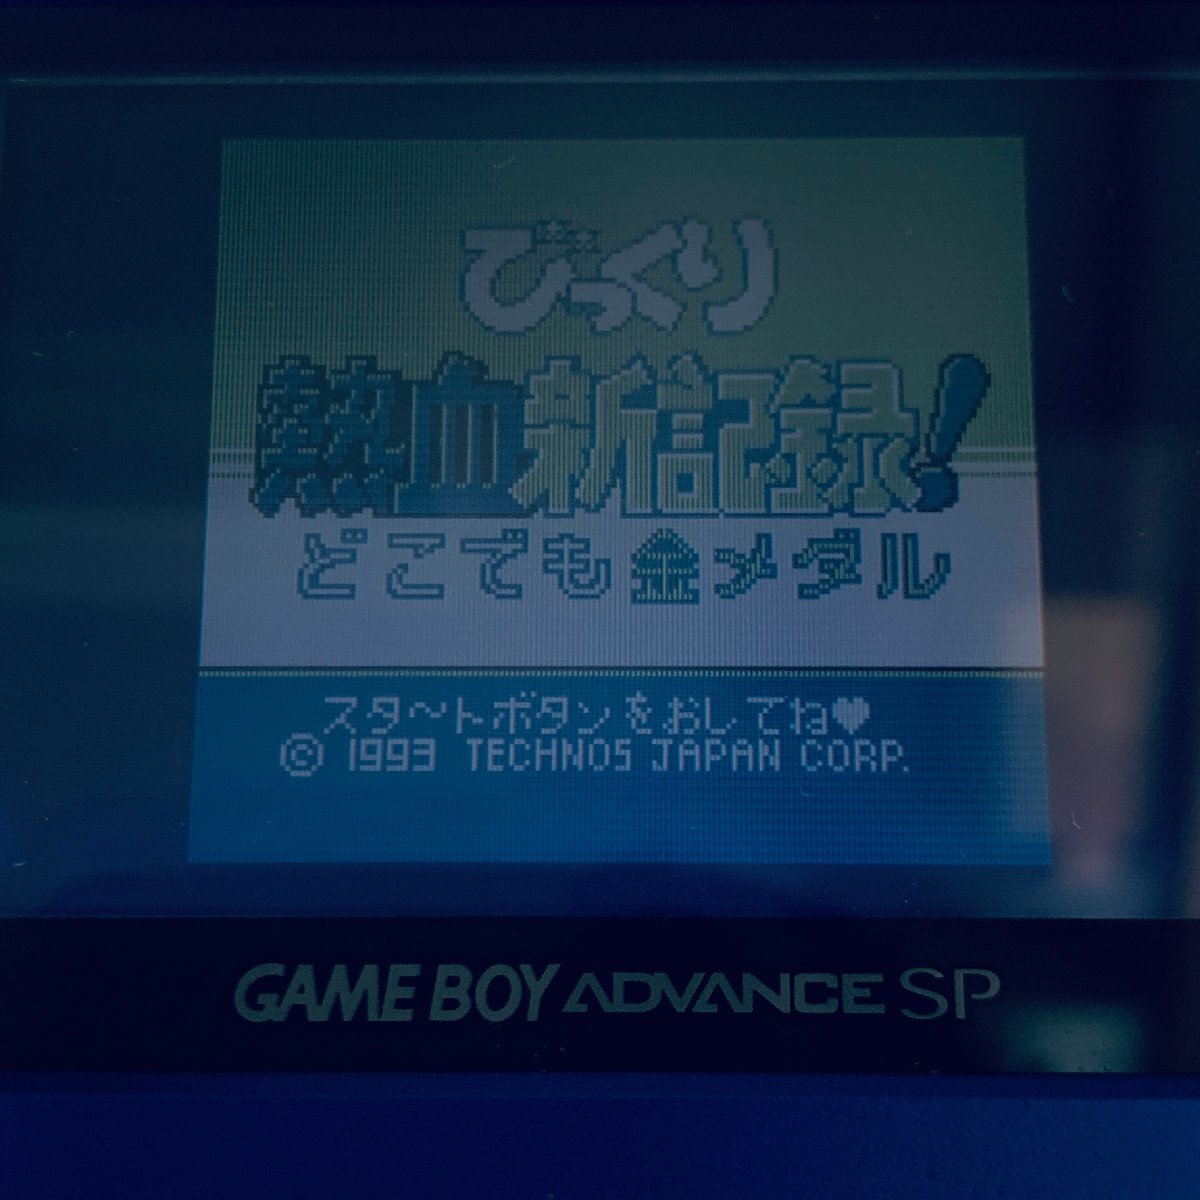 びっくり
熱血新記録!
どこでも金メダル
スタ〜トボタンをおしてね♥
© 1993 TECHNOS JAPAN CORP.
GAME BOY ADVANCE SP